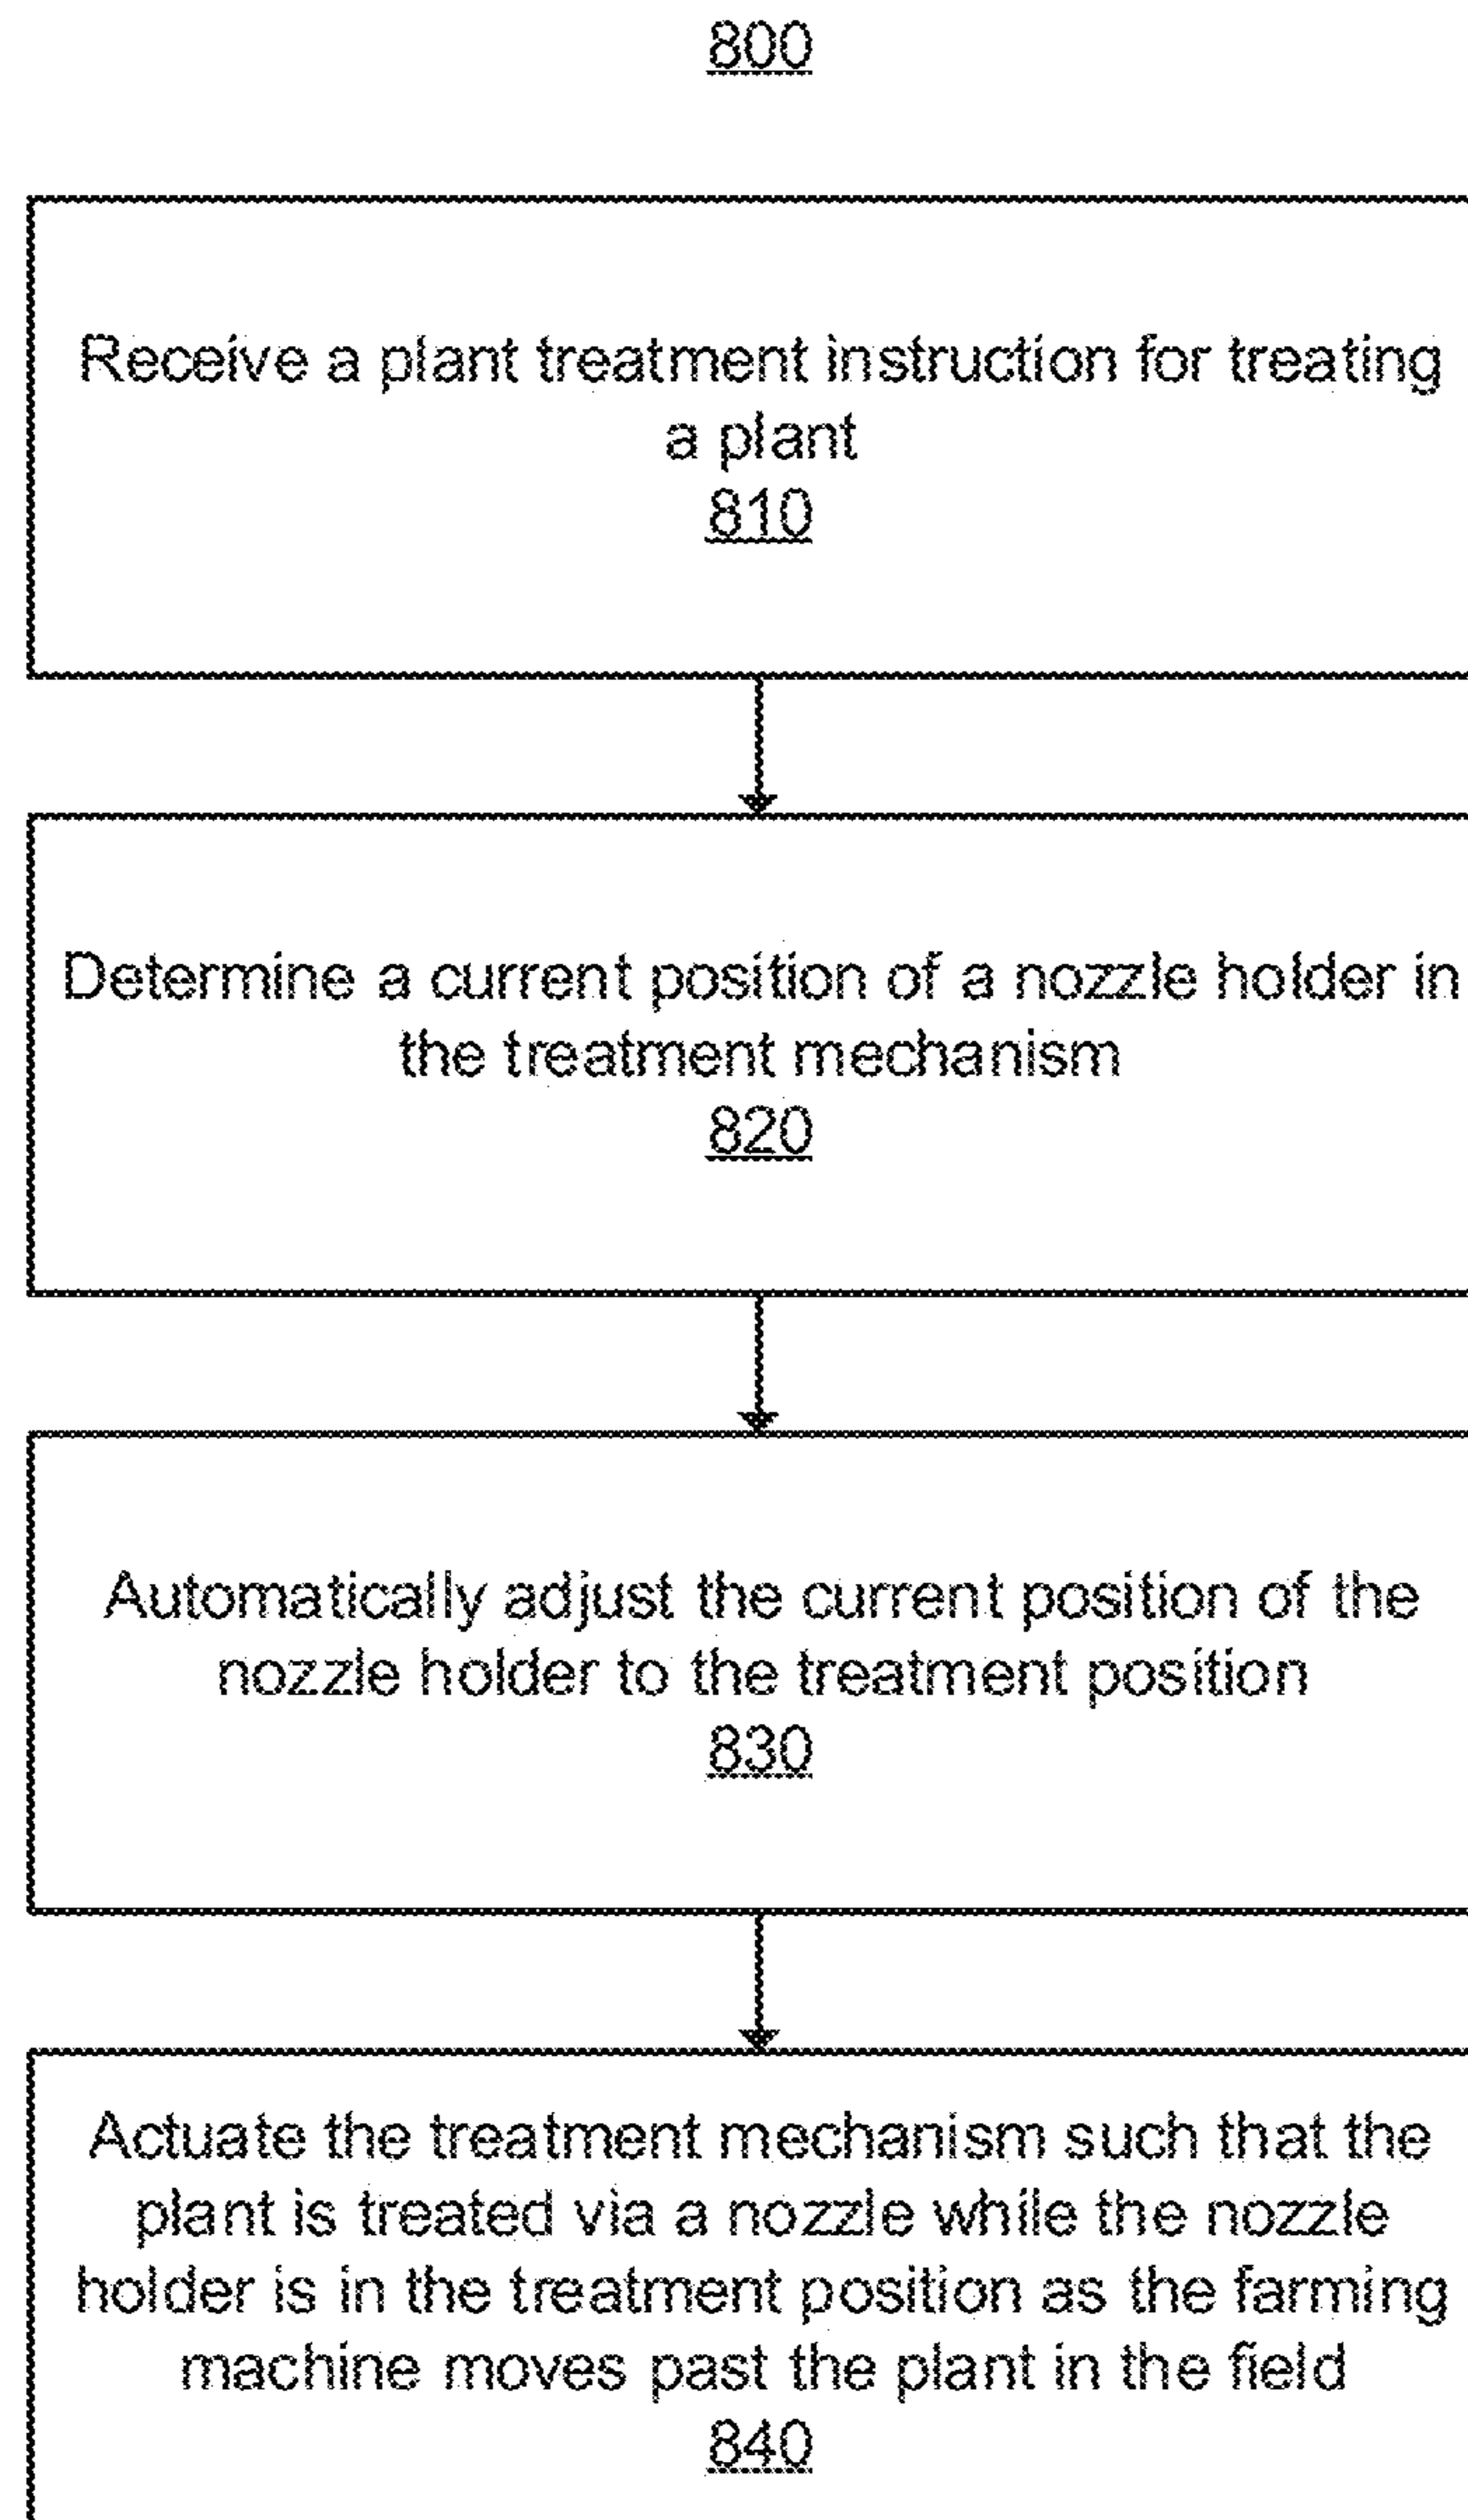 800
Receive a plant treatment instruction for treating
a plant
810
Determine a current position of a nozzle holder in
the treatment mechanism
820
Automatically adjust the current position of the
nozzle holder to the treatment position
830
Actuate the treatment mechanism such that the
plant is treated via a nozzle while the nozzle
holder is in the treatment position as the farming
machine moves past the plant in the field
840